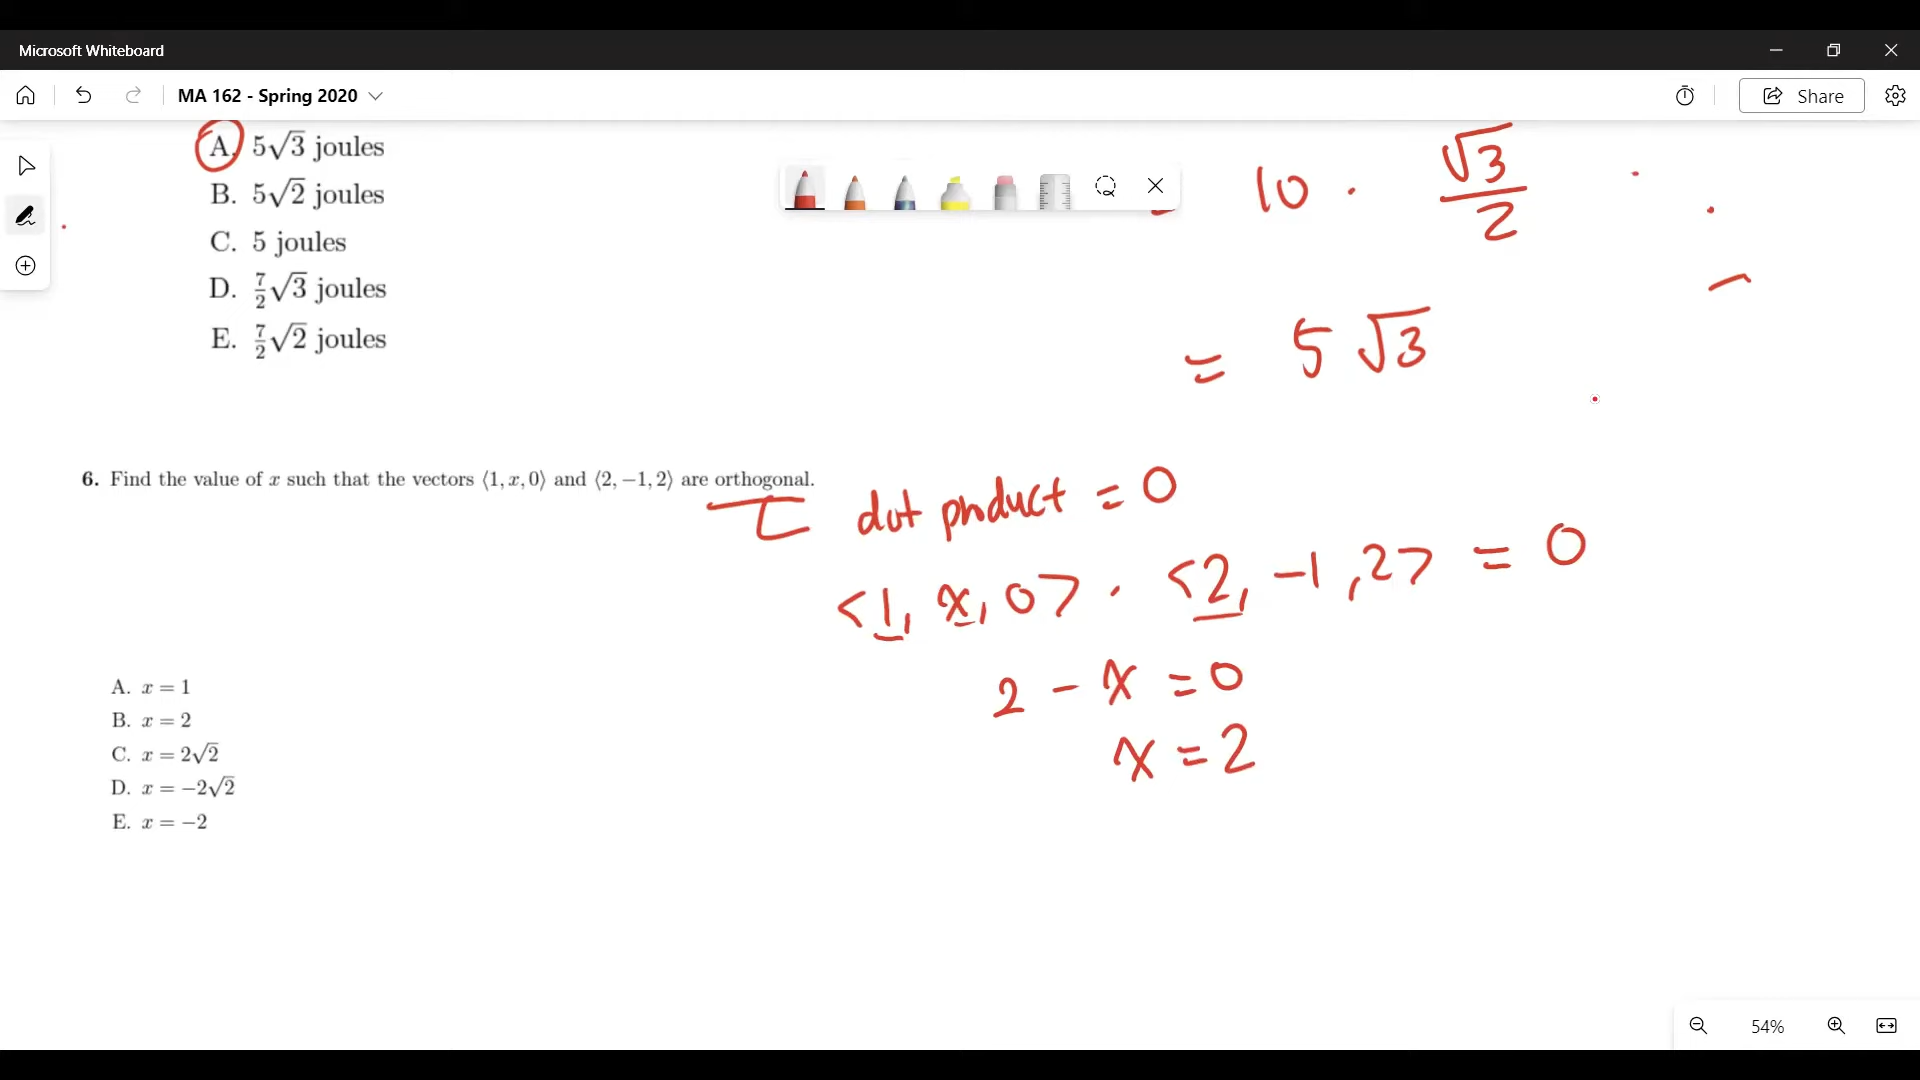 Microsoft Whiteboard
MA 162 - Spring 2020
Share
A. 5√3 joules
B. 5√2 joules
C. 5 joules
D. 7/2 √3 joules
E. 7/2 √2 joules
10 · √3/2
= 5√3
6. Find the value of x such that the vectors ⟨1, x, 0⟩ and ⟨2, −1, 2⟩ are orthogonal.
dot product = 0
<1, x, 0> · <2, -1, 2> = 0
2 - x = 0
x = 2
A. x = 1
B. x = 2
C. x = 2√2
D. x = −2√2
E. x = −2
54%